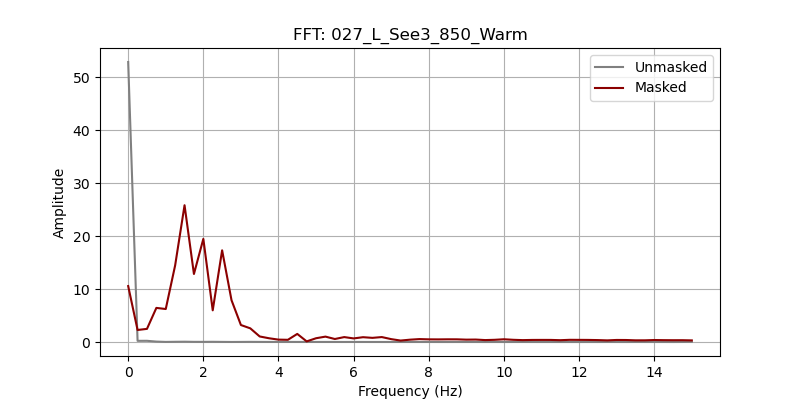 FFT: 027_L_See3_850_Warm
Unmasked
Masked
Amplitude
50
40
30
20
10
0
0 2 4 6 8 10 12 14
Frequency (Hz)